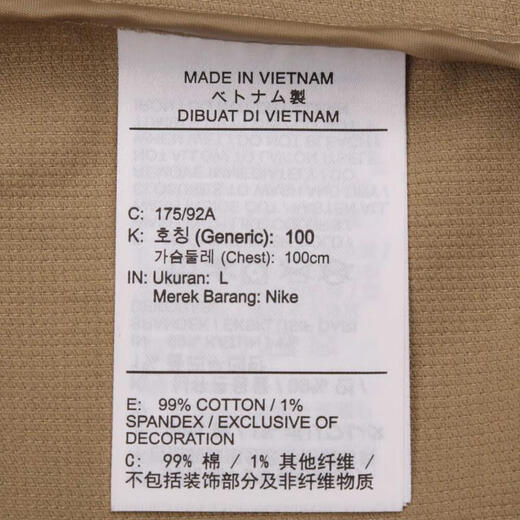 MADE IN VIETNAM
ベトナム製
DIBUAT DI VIETNAM
C: 175/92A
K: 호칭 (Generic): 100
가슴둘레 (Chest): 100cm
IN: Ukuran: L
Merek Barang: Nike
E: 99% COTTON / 1%
SPANDEX / EXCLUSIVE OF
DECORATION
C: 99% 棉 / 1% 其他纤维 /
不包括装饰部分及非纤维物质